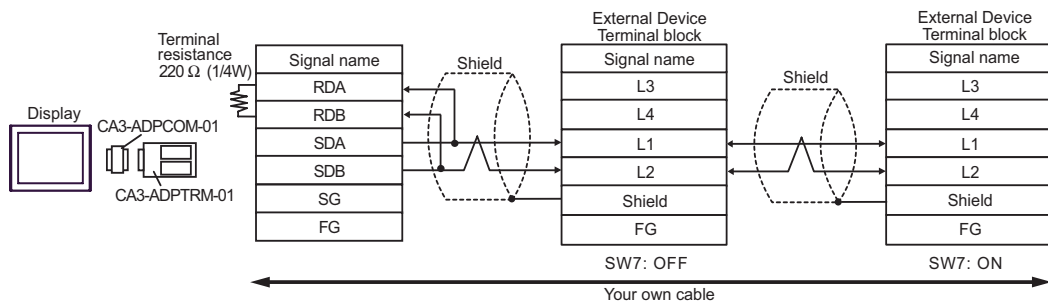 Display
CA3-ADPCOM-01
CA3-ADPTRM-01
Terminal
resistance
220 Ω (1/4W)
Signal name
RDA
RDB
SDA
SDB
SG
FG
Shield
External Device
Terminal block
Signal name
L3
L4
L1
L2
Shield
FG
SW7: OFF
Shield
External Device
Terminal block
Signal name
L3
L4
L1
L2
Shield
FG
SW7: ON
Your own cable